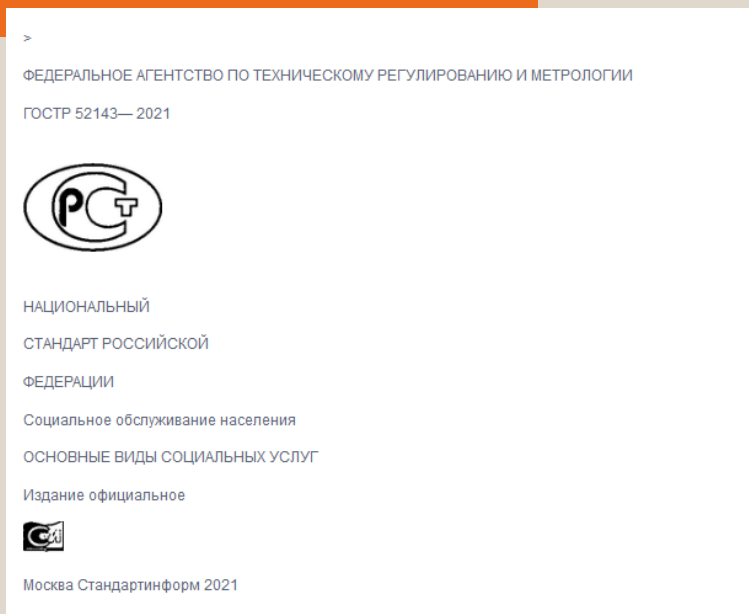 >
ФЕДЕРАЛЬНОЕ АГЕНТСТВО ПО ТЕХНИЧЕСКОМУ РЕГУЛИРОВАНИЮ И МЕТРОЛОГИИ
ГОСТР 52143— 2021
РСТ
НАЦИОНАЛЬНЫЙ
СТАНДАРТ РОССИЙСКОЙ
ФЕДЕРАЦИИ
Социальное обслуживание населения
ОСНОВНЫЕ ВИДЫ СОЦИАЛЬНЫХ УСЛУГ
Издание официальное
Москва Стандартинформ 2021